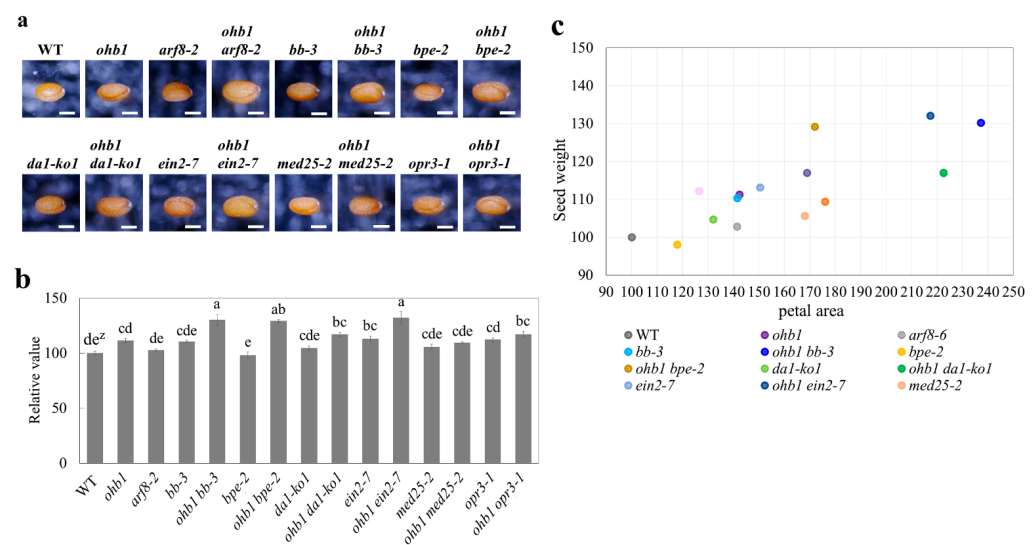 a
WT
ohb1
arf8-2
ohb1
arf8-2
bb-3
ohb1
bb-3
bpe-2
ohb1
bpe-2
da1-ko1
ohb1
da1-ko1
ein2-7
ohb1
ein2-7
med25-2
ohb1
med25-2
opr3-1
ohb1
opr3-1
b
Relative value
150
100
50
0
de^z
cd
de
cde
a
e
ab
cde
bc
cde
a
cde
cde
cd
bc
WT
ohb1
arf8-2
bb-3
ohb1 bb-3
bpe-2
ohb1 bpe-2
da1-ko1
ohb1 da1-ko1
ein2-7
ohb1 ein2-7
med25-2
ohb1 med25-2
opr3-1
ohb1 opr3-1
c
Seed weight
150
140
130
120
110
100
90
90 100 110 120 130 140 150 160 170 180 190 200 210 220 230 240 250
petal area
WT ohb1 arf8-6
bb-3 ohb1 bb-3 bpe-2
ohb1 bpe-2 ohb1 da1-ko1 ohb1 da1-ko1
ein2-7 ohb1 ein2-7 med25-2